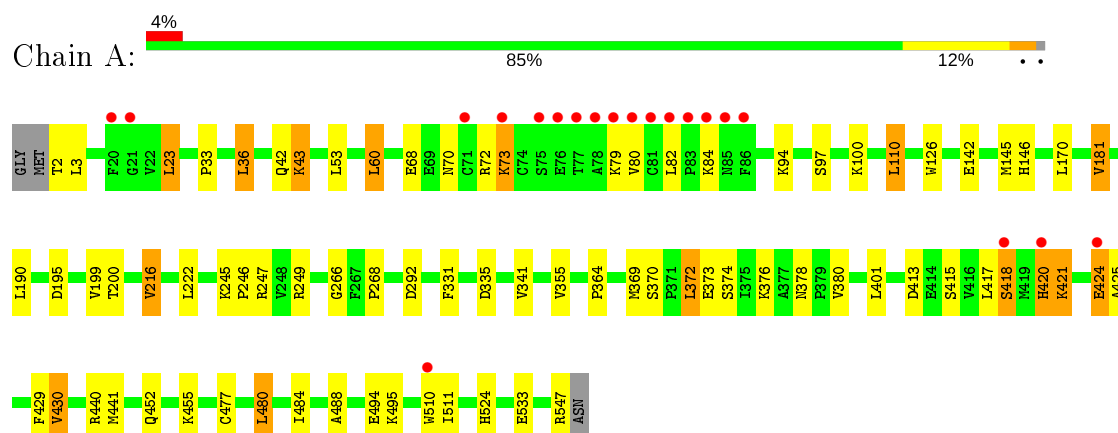 4%
Chain A:
85% 12% • •
GLY MET T2 L3 F20 G21 V22 L23 P33 L36 Q42 K43 L53 L60 E68 E69 N70 C71 R72 K73 C74 S75 E76 T77 A78 K79 V80 C81 L82 P83 K84 N85 F86 K94 S97 K100 L110 W126 E142 M145 H146 L170 V181
L190 D195 V199 T200 V216 L222 K245 P246 R247 V248 R249 G266 F267 P268 D292 F331 D335 V341 V355 P364 M369 S370 P371 L372 E373 S374 I375 K376 A377 N378 P379 V380 L401 D413 E414 S415 V416 L417 S418 M419 H420 K421 E424 A425
F429 V430 R440 M441 Q452 K455 C477 L480 I484 A488 E494 K495 W510 I511 H524 E533 R547 ASN